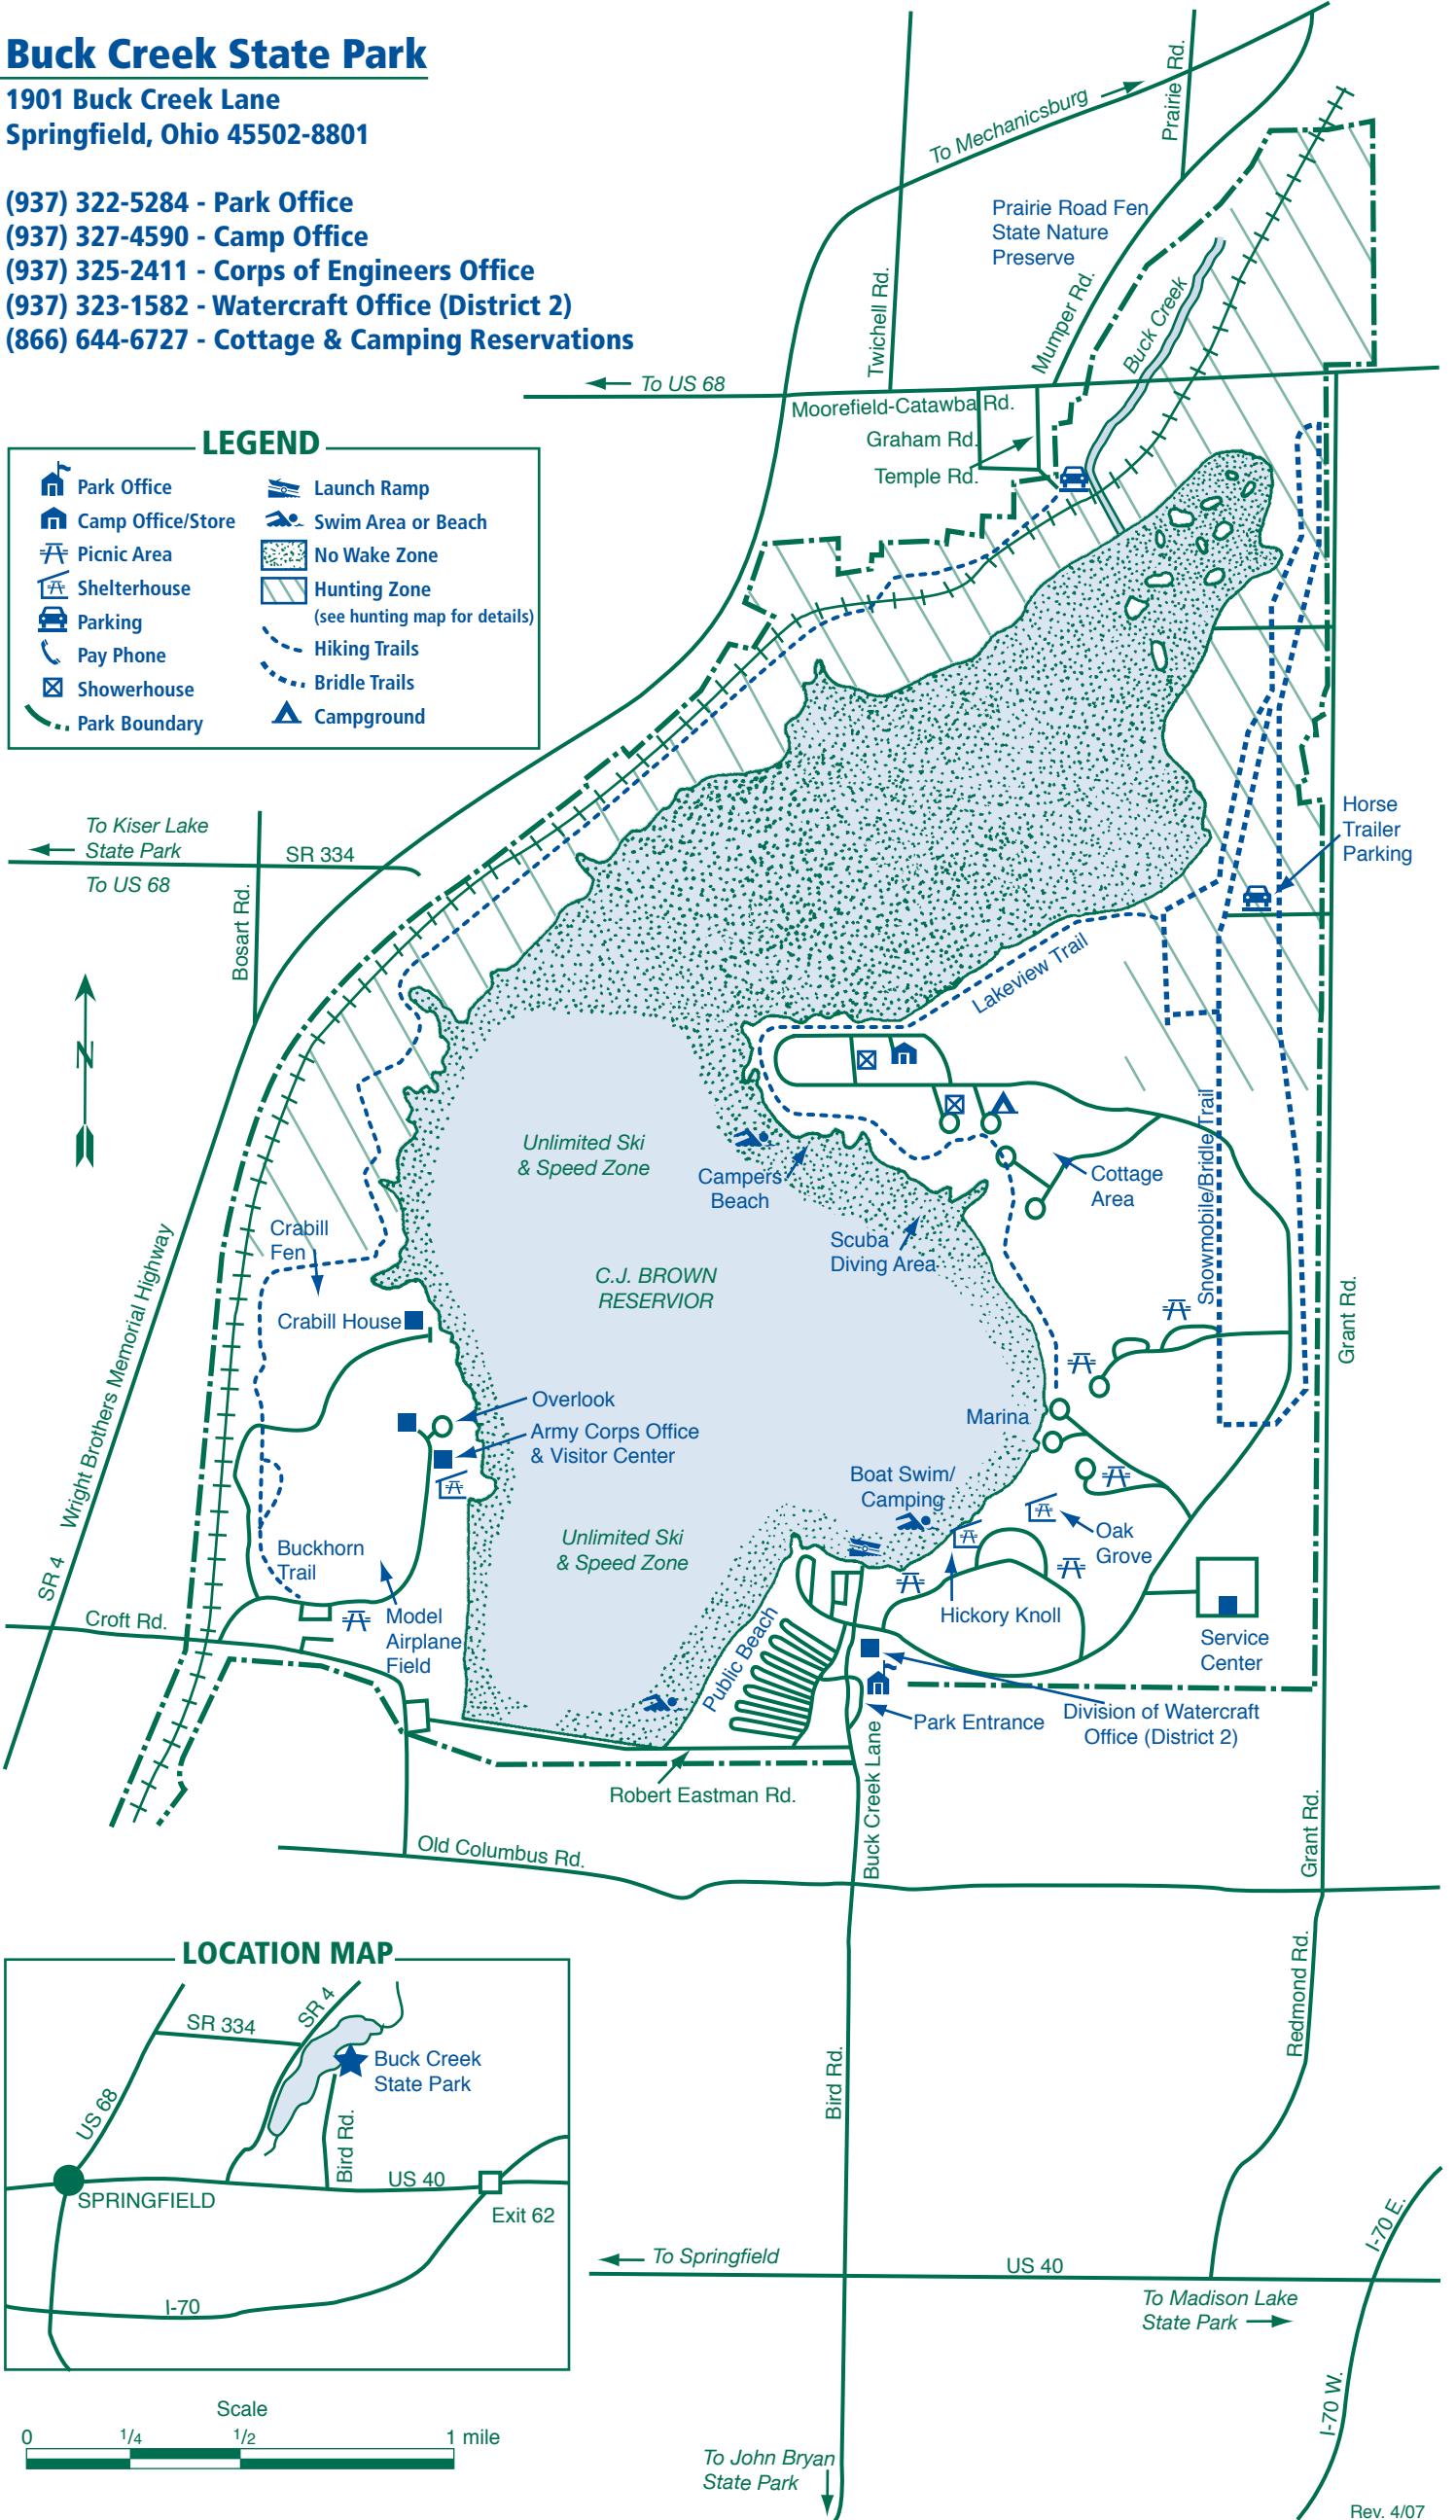 Buck Creek State Park
1901 Buck Creek Lane
Springfield, Ohio 45502-8801
(937) 322-5284 - Park Office
(937) 327-4590 - Camp Office
(937) 325-2411 - Corps of Engineers Office
(937) 323-1582 - Watercraft Office (District 2)
(866) 644-6727 - Cottage & Camping Reservations
LEGEND
Park Office
Camp Office/Store
Picnic Area
Shelterhouse
Parking
Pay Phone
Showerhouse
Park Boundary
Launch Ramp
Swim Area or Beach
No Wake Zone
Hunting Zone
(see hunting map for details)
Hiking Trails
Bridle Trails
Campground
To Mechanicsburg
Prairie Rd.
Prairie Road Fen
State Nature
Preserve
Twichell Rd.
Mumper Rd.
Buck Creek
To US 68
Moorefield-Catawba Rd.
Graham Rd.
Temple Rd.
To Kiser Lake
State Park
SR 334
To US 68
Bosart Rd.
N
Horse
Trailer
Parking
Lakeview Trail
Unlimited Ski
& Speed Zone
Campers
Beach
Cottage
Area
Scuba
Diving Area
Snowmobile/Bridle Trail
Grant Rd.
Crabill
Fen
C.J. BROWN
RESERVIOR
Crabill House
Wright Brothers Memorial Highway
SR 4
Overlook
Army Corps Office
& Visitor Center
Marina
Boat Swim/
Camping
Unlimited Ski
& Speed Zone
Oak
Grove
Buckhorn
Trail
Croft Rd.
Model
Airplane
Field
Hickory Knoll
Public Beach
Service
Center
Park Entrance
Division of Watercraft
Office (District 2)
Robert Eastman Rd.
Buck Creek Lane
Grant Rd.
Old Columbus Rd.
Redmond Rd.
Bird Rd.
LOCATION MAP
SR 334
SR 4
Buck Creek
State Park
US 68
Bird Rd.
US 40
SPRINGFIELD
Exit 62
I-70
To Springfield
US 40
I-70 E.
To Madison Lake
State Park
I-70 W.
Scale
0 1/4 1/2 1 mile
To John Bryan
State Park
Rev. 4/07